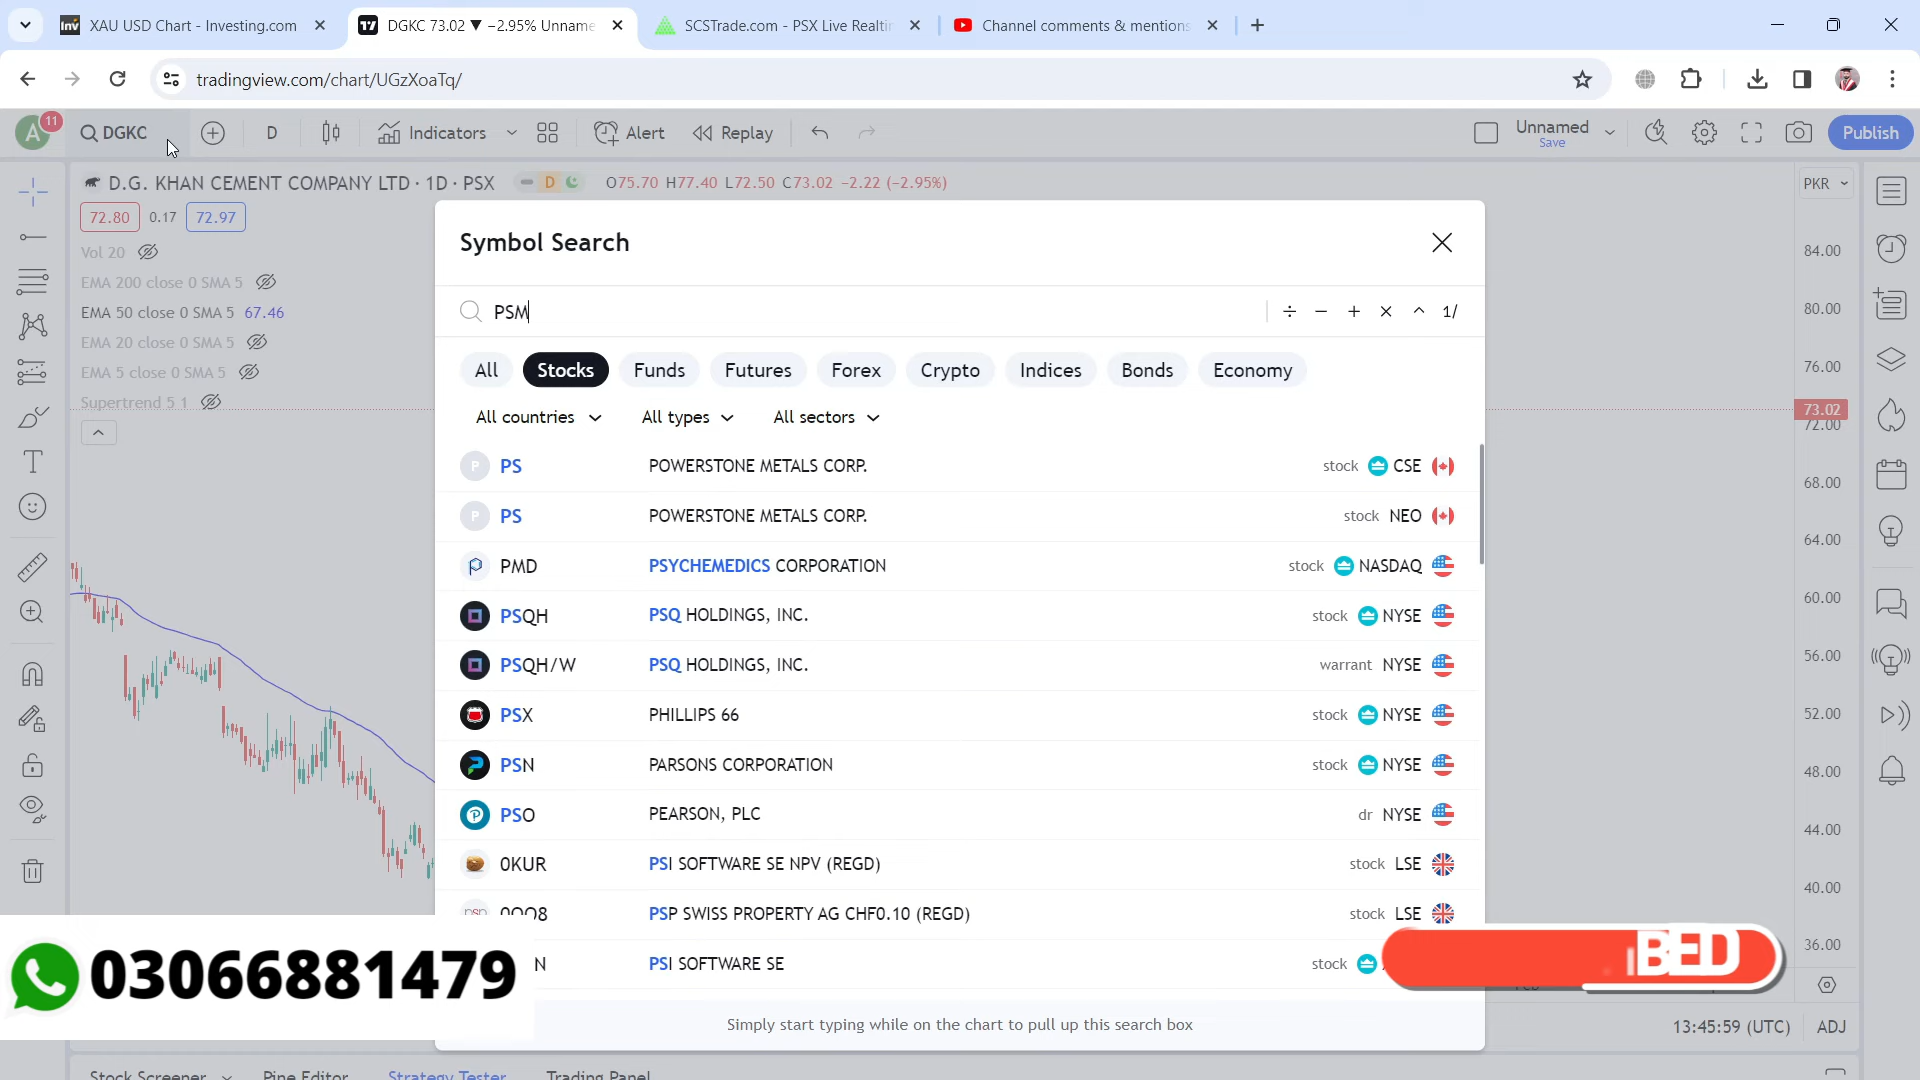 XAU USD Chart - Investing.com
DGKC 73.02 ▼ −2.95% Unname
SCSTrade.com - PSX Live Realti
Channel comments & mentions
tradingview.com/chart/UGzXoaTq/
A 11
DGKC
D
Indicators
Alert
Replay
Unnamed
Save
Publish
D.G. KHAN CEMENT COMPANY LTD · 1D · PSX
D
O75.70 H77.40 L72.50 C73.02 −2.22 (−2.95%)
PKR
72.80 0.17 72.97
Vol 20
EMA 200 close 0 SMA 5
EMA 50 close 0 SMA 5 67.46
EMA 20 close 0 SMA 5
EMA 5 close 0 SMA 5
Supertrend 5 1
Symbol Search
PSM
÷ − + × ^ 1/
All Stocks Funds Futures Forex Crypto Indices Bonds Economy
All countries All types All sectors
PS POWERSTONE METALS CORP. stock CSE
PS POWERSTONE METALS CORP. stock NEO
PMD PSYCHEMEDICS CORPORATION stock NASDAQ
PSQH PSQ HOLDINGS, INC. stock NYSE
PSQH/W PSQ HOLDINGS, INC. warrant NYSE
PSX PHILLIPS 66 stock NYSE
PSN PARSONS CORPORATION stock NYSE
PSO PEARSON, PLC dr NYSE
0KUR PSI SOFTWARE SE NPV (REGD) stock LSE
PSP SWISS PROPERTY AG CHF0.10 (REGD) stock LSE
N PSI SOFTWARE SE stock
Simply start typing while on the chart to pull up this search box
84.00
80.00
76.00
73.02
72.00
68.00
64.00
60.00
56.00
52.00
48.00
44.00
40.00
36.00
03066881479
BED
13:45:59 (UTC) ADJ
Stock Screener Pine Editor Strategy Tester Trading Panel